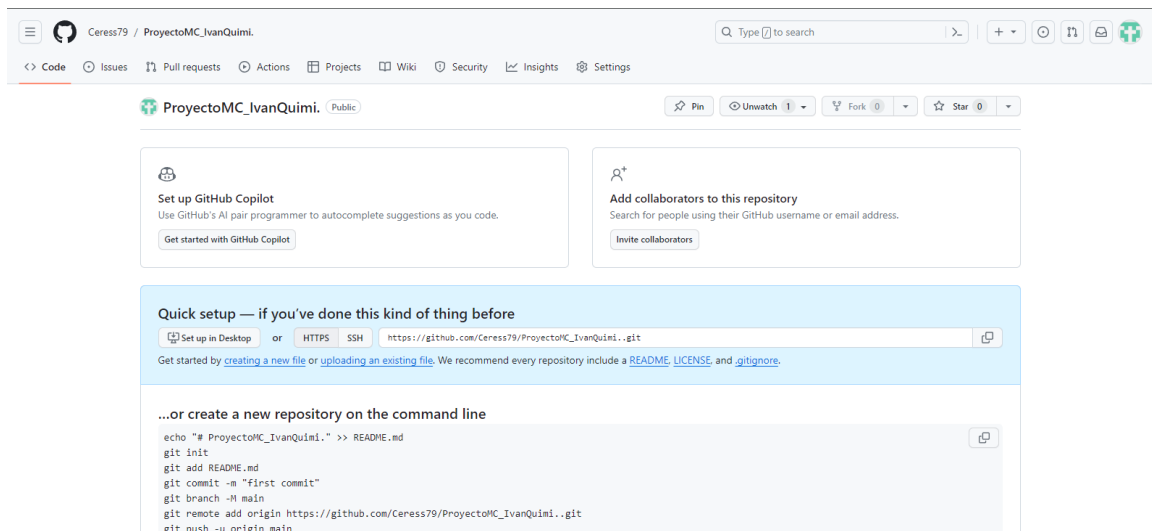 Ceress79 / ProyectoMC_IvanQuimi.
Type / to search
Code Issues Pull requests Actions Projects Wiki Security Insights Settings
ProyectoMC_IvanQuimi. Public
Pin Unwatch 1 Fork 0 Star 0
Set up GitHub Copilot
Use GitHub's AI pair programmer to autocomplete suggestions as you code.
Get started with GitHub Copilot
Add collaborators to this repository
Search for people using their GitHub username or email address.
Invite collaborators
Quick setup — if you've done this kind of thing before
Set up in Desktop or HTTPS SSH https://github.com/Ceress79/ProyectoMC_IvanQuimi..git
Get started by creating a new file or uploading an existing file. We recommend every repository include a README, LICENSE, and .gitignore.
...or create a new repository on the command line
echo "# ProyectoMC_IvanQuimi." >> README.md
git init
git add README.md
git commit -m "first commit"
git branch -M main
git remote add origin https://github.com/Ceress79/ProyectoMC_IvanQuimi..git
git push -u origin main